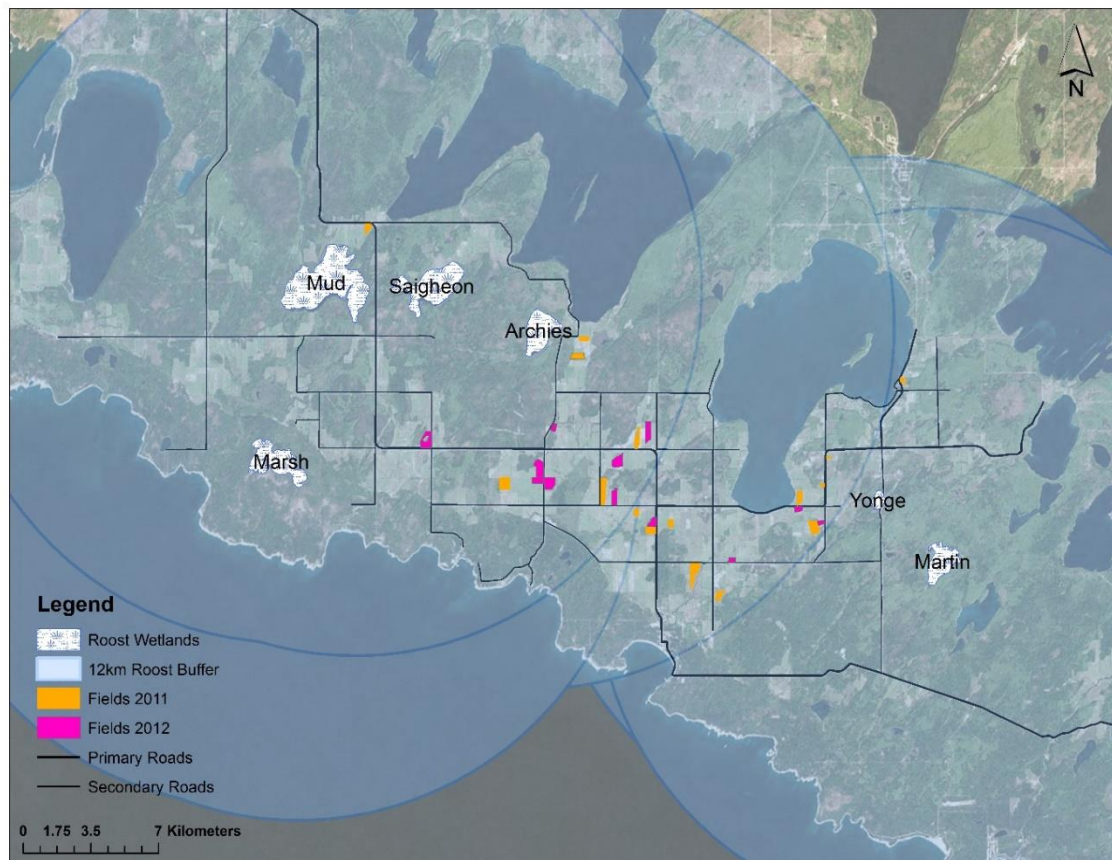 N
Mud
Saigheon
Archies
Marsh
Yonge
Martin
Legend
Roost Wetlands
12km Roost Buffer
Fields 2011
Fields 2012
Primary Roads
Secondary Roads
0 1.75 3.5 7 Kilometers